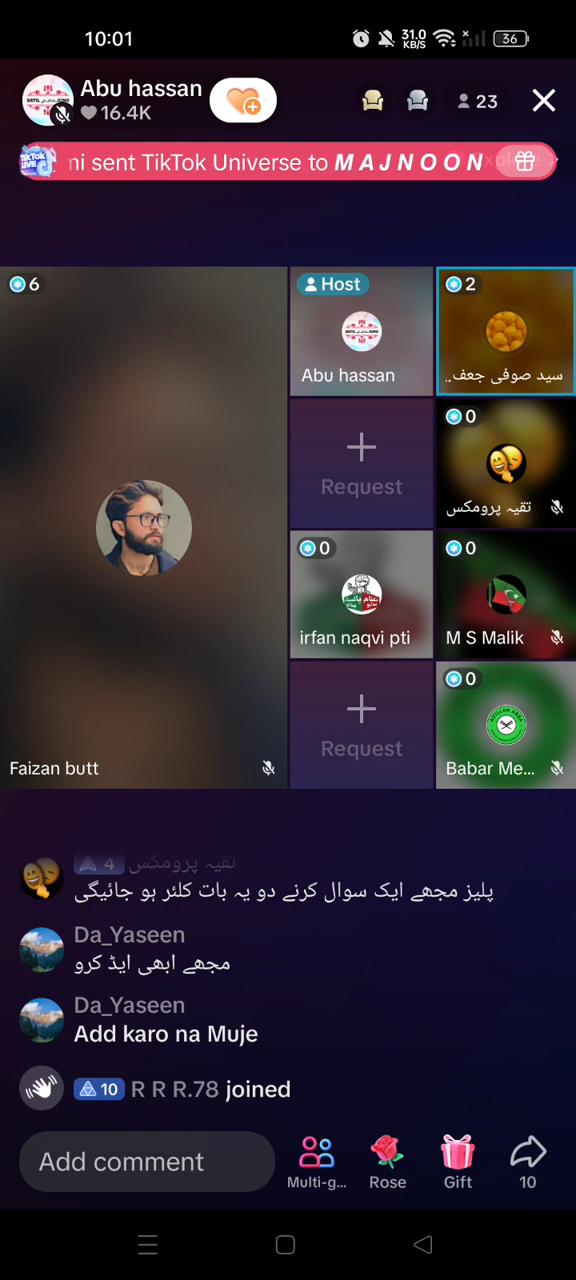 10:01
31.0
KB/S
36
Abu hassan
16.4K
23
ni sent TikTok Universe to MAJNOON
6
Host
Abu hassan
2
سید صوفی جعف..
Request
0
تقیہ پرومکس
0
irfan naqvi pti
0
M S Malik
Request
0
Babar Me...
Faizan butt
4 تقیہ پرومکس
پلیز مجھے ایک سوال کرنے دو یہ بات کلئر ہو جائیگی
Da_Yaseen
مجھے ابھی ایڈ کرو
Da_Yaseen
Add karo na Muje
10 R R R.78 joined
Add comment
Multi-g...
Rose
Gift
10